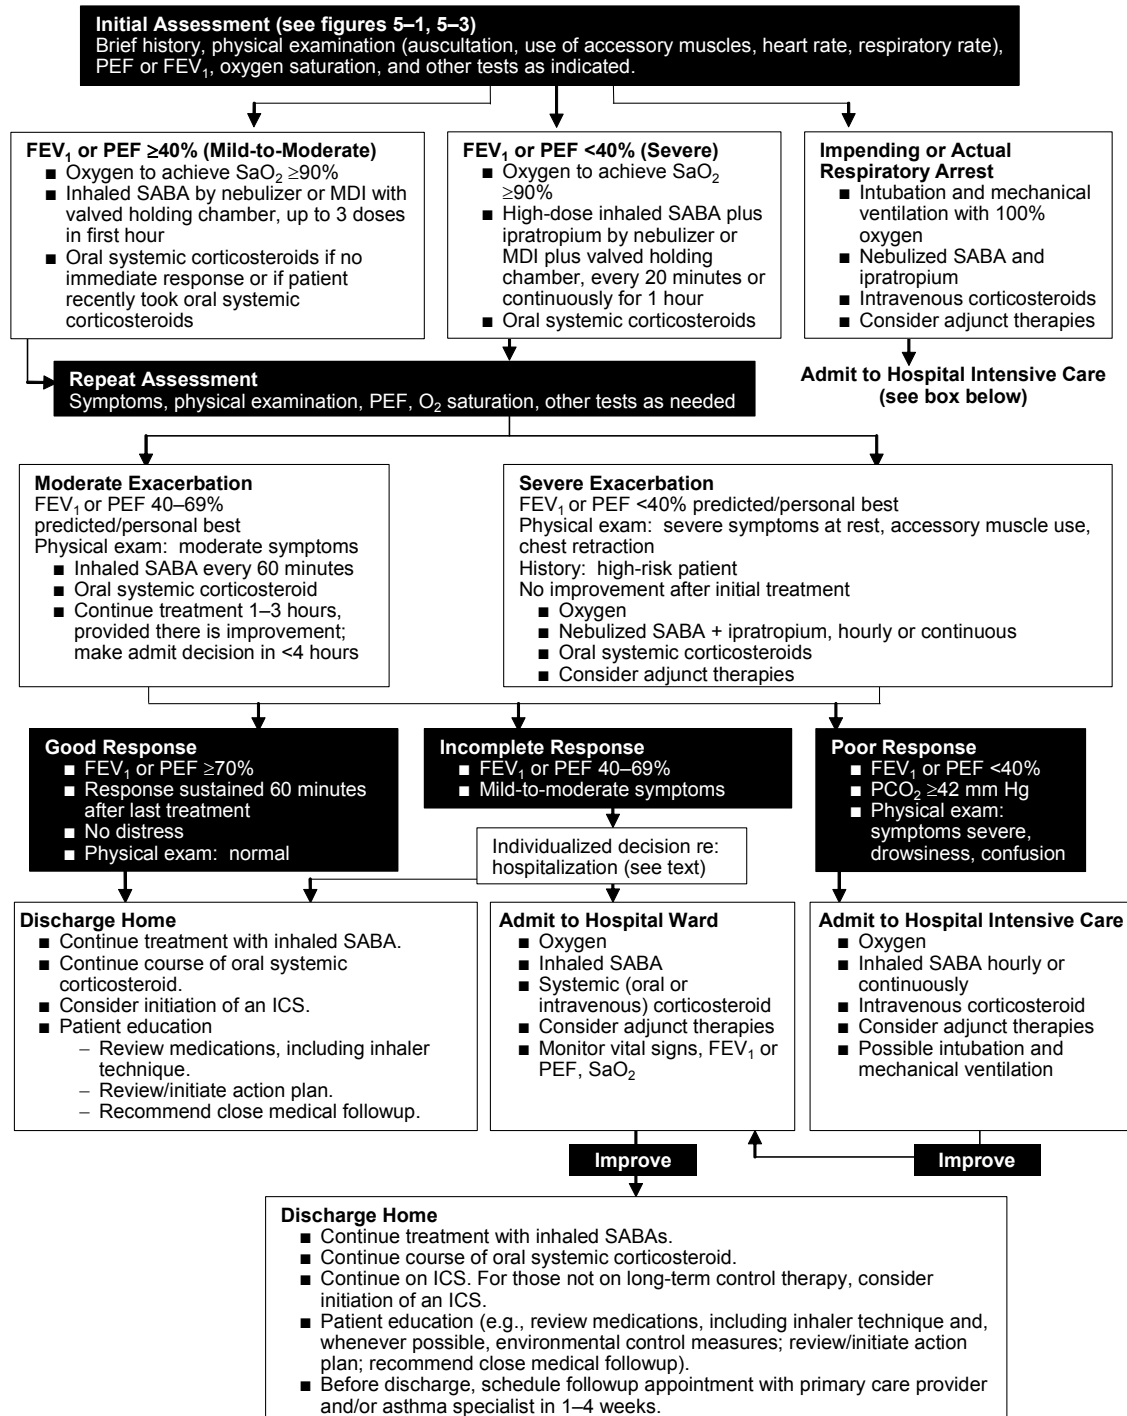 Initial Assessment (see figures 5–1, 5–3)
Brief history, physical examination (auscultation, use of accessory muscles, heart rate, respiratory rate),
PEF or FEV₁, oxygen saturation, and other tests as indicated.
FEV₁ or PEF ≥40% (Mild-to-Moderate)
■ Oxygen to achieve SaO₂ ≥90%
■ Inhaled SABA by nebulizer or MDI with
valved holding chamber, up to 3 doses
in first hour
■ Oral systemic corticosteroids if no
immediate response or if patient
recently took oral systemic
corticosteroids
FEV₁ or PEF <40% (Severe)
■ Oxygen to achieve SaO₂
≥90%
■ High-dose inhaled SABA plus
ipratropium by nebulizer or
MDI plus valved holding
chamber, every 20 minutes or
continuously for 1 hour
■ Oral systemic corticosteroids
Impending or Actual
Respiratory Arrest
■ Intubation and mechanical
ventilation with 100%
oxygen
■ Nebulized SABA and
ipratropium
■ Intravenous corticosteroids
■ Consider adjunct therapies
Repeat Assessment
Symptoms, physical examination, PEF, O₂ saturation, other tests as needed
Admit to Hospital Intensive Care
(see box below)
Moderate Exacerbation
FEV₁ or PEF 40–69%
predicted/personal best
Physical exam: moderate symptoms
■ Inhaled SABA every 60 minutes
■ Oral systemic corticosteroid
■ Continue treatment 1–3 hours,
provided there is improvement;
make admit decision in <4 hours
Severe Exacerbation
FEV₁ or PEF <40% predicted/personal best
Physical exam: severe symptoms at rest, accessory muscle use,
chest retraction
History: high-risk patient
No improvement after initial treatment
■ Oxygen
■ Nebulized SABA + ipratropium, hourly or continuous
■ Oral systemic corticosteroids
■ Consider adjunct therapies
Good Response
■ FEV₁ or PEF ≥70%
■ Response sustained 60 minutes
after last treatment
■ No distress
■ Physical exam: normal
Incomplete Response
■ FEV₁ or PEF 40–69%
■ Mild-to-moderate symptoms
Poor Response
■ FEV₁ or PEF <40%
■ PCO₂ ≥42 mm Hg
■ Physical exam:
symptoms severe,
drowsiness, confusion
Individualized decision re:
hospitalization (see text)
Discharge Home
■ Continue treatment with inhaled SABA.
■ Continue course of oral systemic
corticosteroid.
■ Consider initiation of an ICS.
■ Patient education
– Review medications, including inhaler
technique.
– Review/initiate action plan.
– Recommend close medical followup.
Admit to Hospital Ward
■ Oxygen
■ Inhaled SABA
■ Systemic (oral or
intravenous) corticosteroid
■ Consider adjunct therapies
■ Monitor vital signs, FEV₁ or
PEF, SaO₂
Admit to Hospital Intensive Care
■ Oxygen
■ Inhaled SABA hourly or
continuously
■ Intravenous corticosteroid
■ Consider adjunct therapies
■ Possible intubation and
mechanical ventilation
Improve
Improve
Discharge Home
■ Continue treatment with inhaled SABAs.
■ Continue course of oral systemic corticosteroid.
■ Continue on ICS. For those not on long-term control therapy, consider
initiation of an ICS.
■ Patient education (e.g., review medications, including inhaler technique and,
whenever possible, environmental control measures; review/initiate action
plan; recommend close medical followup).
■ Before discharge, schedule followup appointment with primary care provider
and/or asthma specialist in 1–4 weeks.